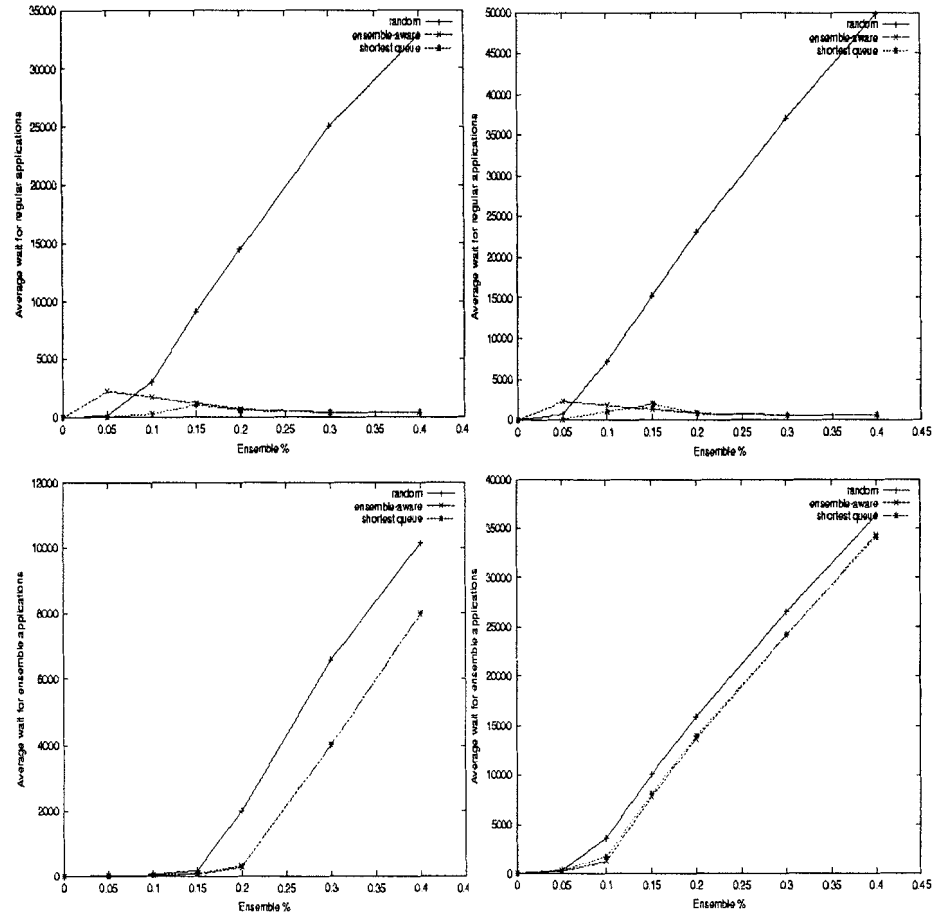 35000
30000
25000
20000
15000
10000
5000
0
Average wait for regular applications
random
ensemble-aware
shortest queue
0 0.05 0.1 0.15 0.2 0.25 0.3 0.35 0.4 0.4
Ensemble %
50000
45000
40000
35000
30000
25000
20000
15000
10000
5000
0
Average wait for regular applications
random
ensemble-aware
shortest queue
0 0.05 0.1 0.15 0.2 0.25 0.3 0.35 0.4 0.45
Ensemble %
12000
10000
8000
6000
4000
2000
0
Average wait for ensemble applications
random
ensemble-aware
shortest queue
0 0.05 0.1 0.15 0.2 0.25 0.3 0.35 0.4 0.4
Ensemble %
40000
35000
30000
25000
20000
15000
10000
5000
0
Average wait for ensemble applications
random
ensemble-aware
shortest queue
0 0.05 0.1 0.15 0.2 0.25 0.3 0.35 0.4 0.45
Ensemble %